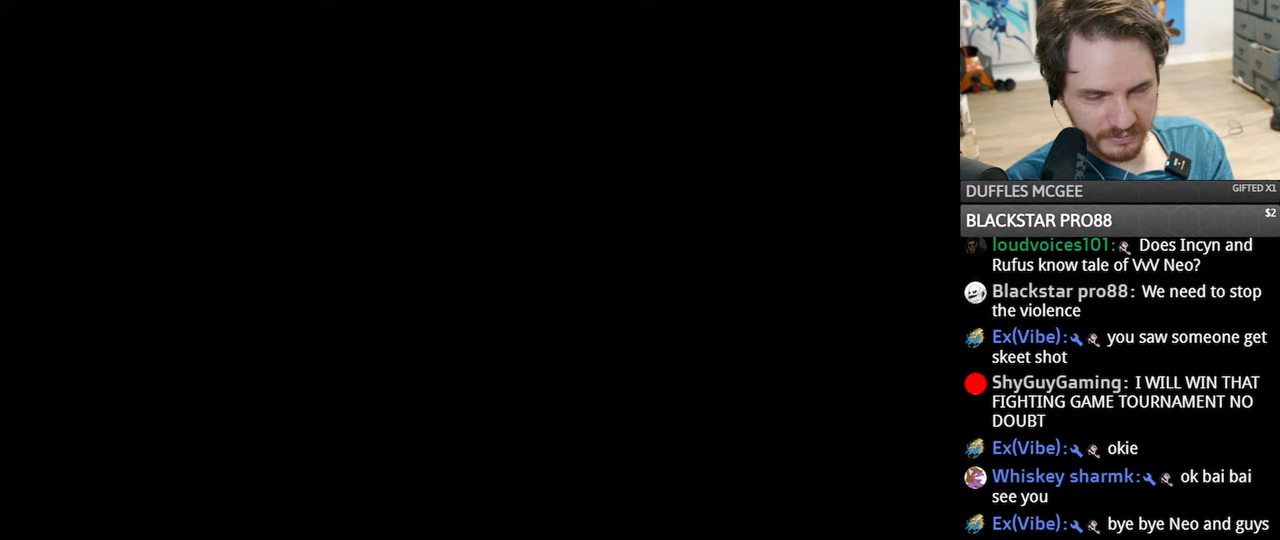 DUFFLES MCGEE
GIFTED X1
BLACKSTAR PRO88
$2
loudvoices101: Does Incyn and
Rufus know tale of VVV Neo?
Blackstar pro88: We need to stop
the violence
Ex(Vibe): you saw someone get
skeet shot
ShyGuyGaming: I WILL WIN THAT
FIGHTING GAME TOURNAMENT NO
DOUBT
Ex(Vibe): okie
Whiskey sharmk: ok bai bai
see you
Ex(Vibe): bye bye Neo and guys